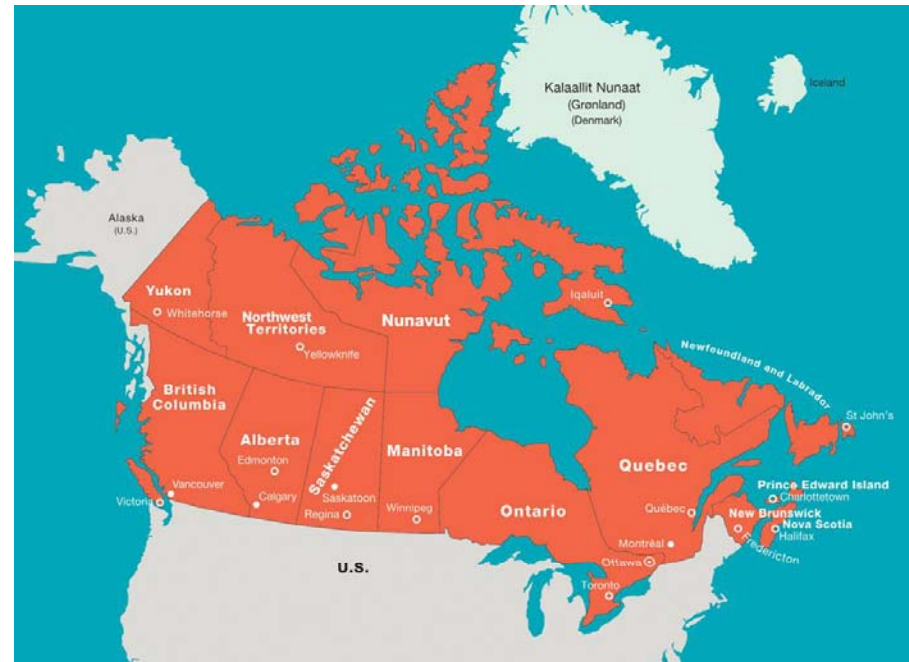 Kalaallit Nunaat
(Grønland)
(Denmark)
Iceland
Alaska
(U.S.)
Yukon
Whitehorse
Northwest
Territories
Yellowknife
Nunavut
Iqaluit
Newfoundland and Labrador
St John's
British
Columbia
Vancouver
Victoria
Alberta
Edmonton
Calgary
Saskatchewan
Saskatoon
Regina
Manitoba
Winnipeg
Ontario
Ottawa
Toronto
Quebec
Québec
Montréal
Prince Edward Island
Charlottetown
New Brunswick
Fredericton
Nova Scotia
Halifax
U.S.